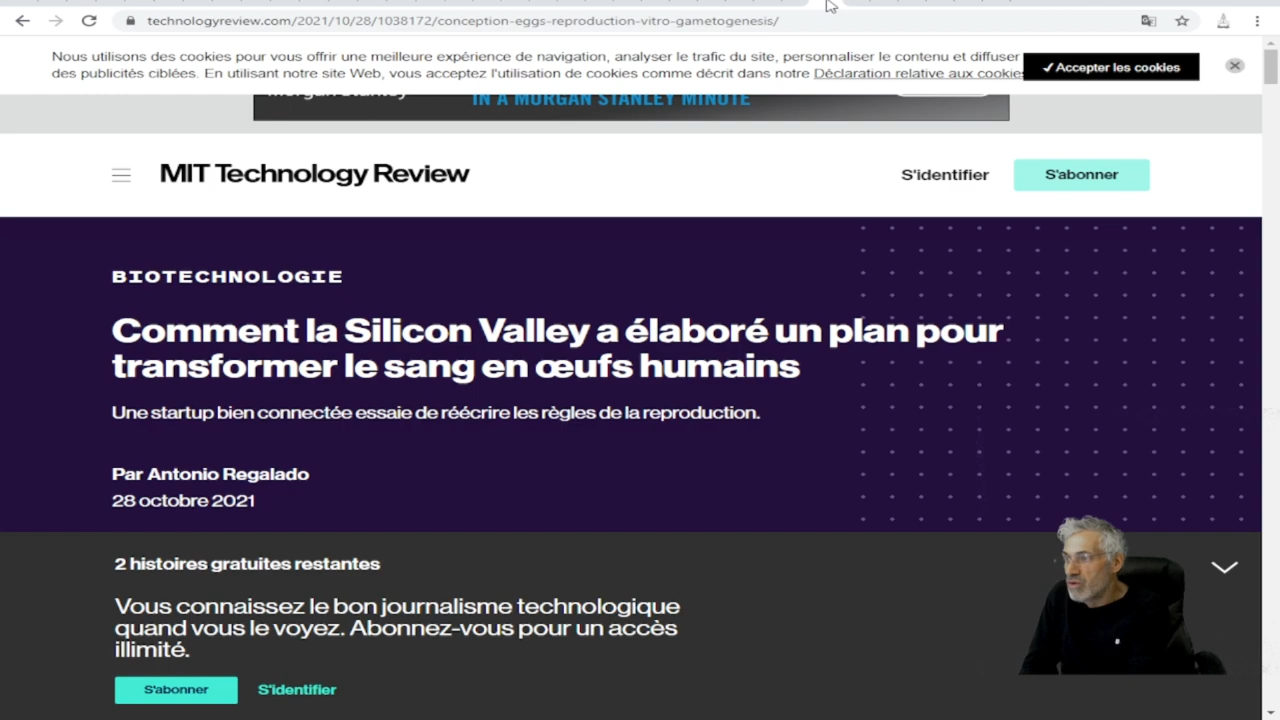 technologyreview.com/2021/10/28/1038172/conception-eggs-reproduction-vitro-gametogenesis/
Nous utilisons des cookies pour vous offrir une meilleure expérience de navigation, analyser le trafic du site, personnaliser le contenu et diffuser
des publicités ciblées. En utilisant notre site Web, vous acceptez l'utilisation de cookies comme décrit dans notre Déclaration relative aux cookies
✓ Accepter les cookies
Morgan Stanley
IN A MORGAN STANLEY MINUTE
MIT Technology Review
S'identifier
S'abonner
BIOTECHNOLOGIE
Comment la Silicon Valley a élaboré un plan pour
transformer le sang en œufs humains
Une startup bien connectée essaie de réécrire les règles de la reproduction.
Par Antonio Regalado
28 octobre 2021
2 histoires gratuites restantes
Vous connaissez le bon journalisme technologique
quand vous le voyez. Abonnez-vous pour un accès
illimité.
S'abonner
S'identifier